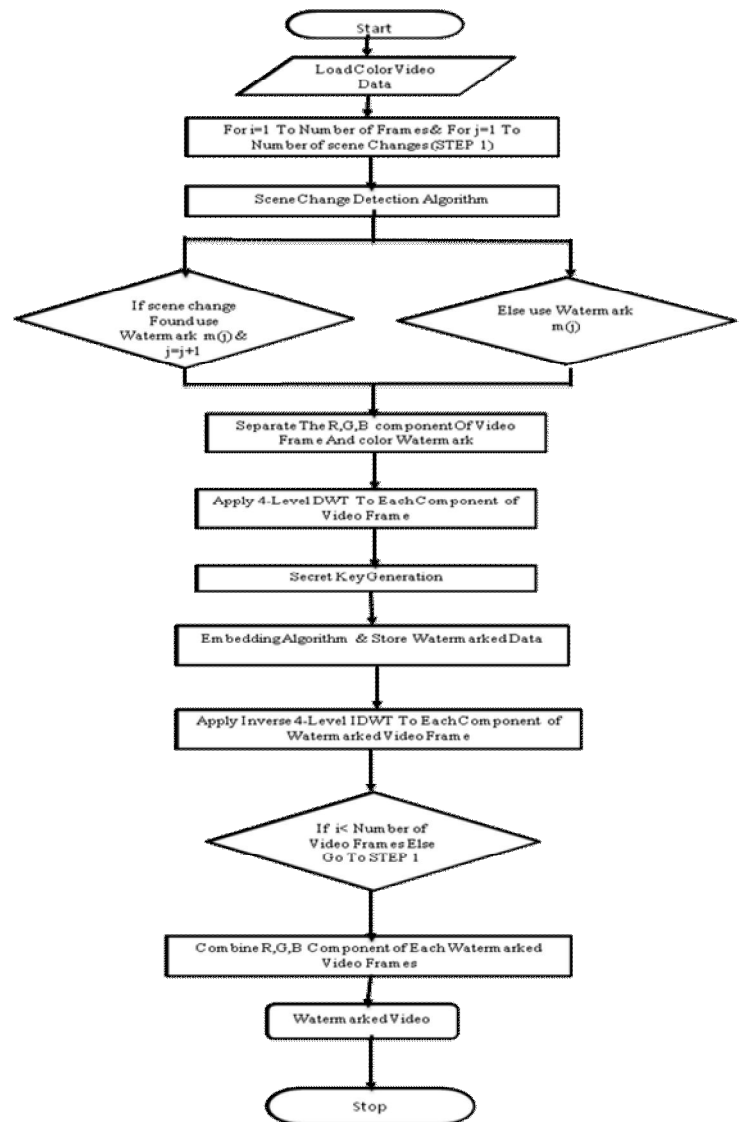 Start
Load Color Video
Data
For i=1 To Number of Frames & For j=1 To
Number of scene Changes (STEP 1)
Scene Change Detection Algorithm
If scene change
Found use
Watermark m(j) &
j=j+1
Else use Watermark
m(j)
Separate The R,G,B component Of Video
Frame And color Watermark
Apply 4-Level DWT To Each Component of
Video Frame
Secret Key Generation
Embedding Algorithm & Store Watermarked Data
Apply Inverse 4-Level IDWT To Each Component of
Watermarked Video Frame
If i< Number of
Video Frames Else
Go To STEP 1
Combine R,G,B Component of Each Watermarked
Video Frames
Watermarked Video
Stop